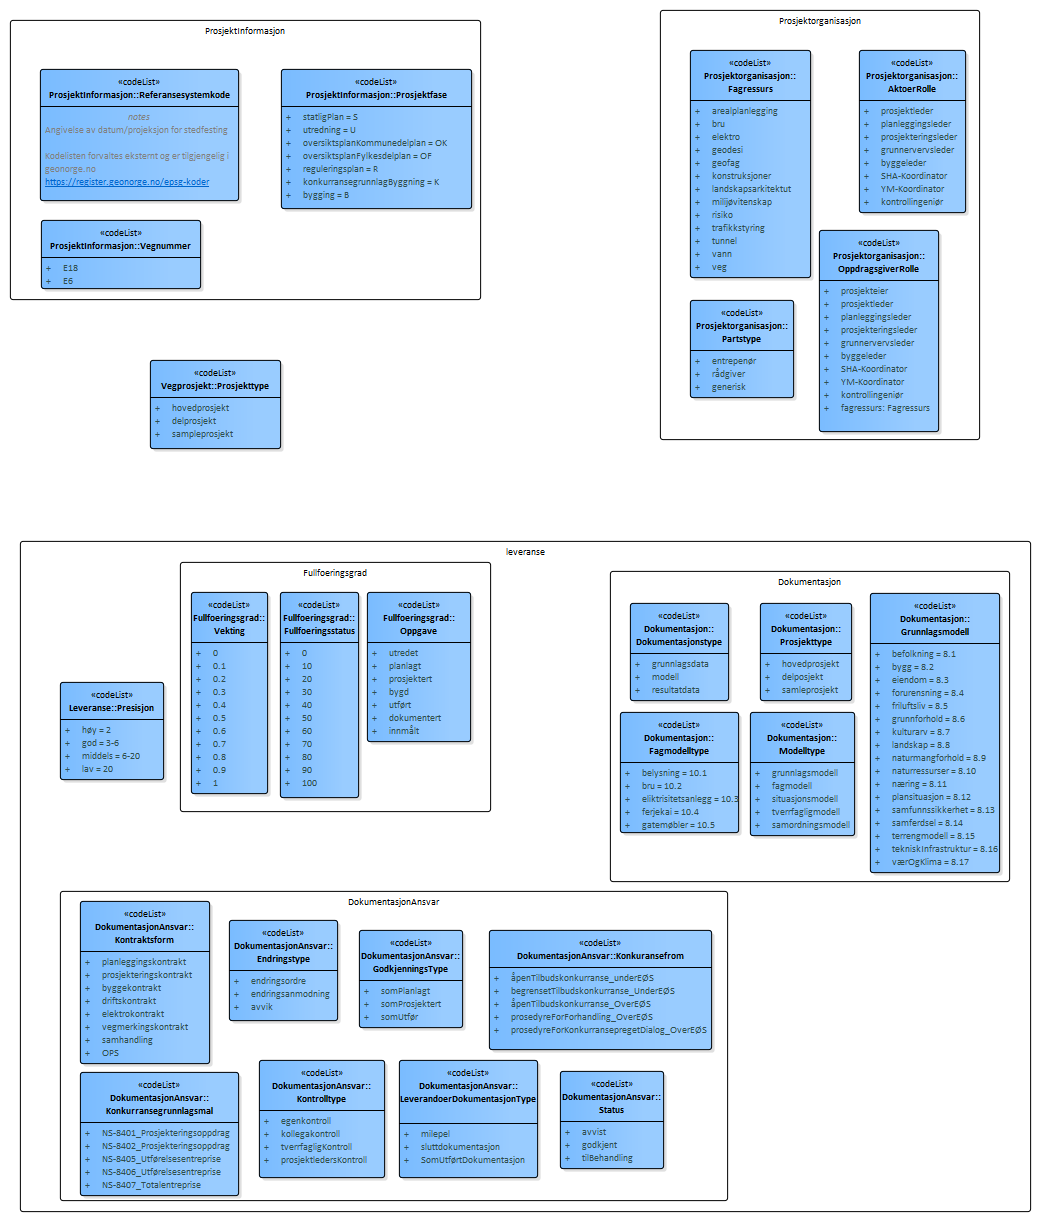 ProsjektInformasjon
«codeList»
ProsjektInformasjon::Referansesystemkode
notes
Angivelse av datum/projeksjon for stedfesting
Kodelisten forvaltes eksternt og er tilgjengelig i
geonorge.no
https://register.geonorge.no/epsg-koder
«codeList»
ProsjektInformasjon::Prosjektfase
+ statligPlan = S
+ utredning = U
+ oversiktsplanKommunedelplan = OK
+ oversiktsplanFylkesdelplan = OF
+ reguleringsplan = R
+ konkurransegrunnlagByggning = K
+ bygging = B
«codeList»
ProsjektInformasjon::Vegnummer
+ E18
+ E6
Prosjektorganisasjon
«codeList»
Prosjektorganisasjon::
Fagressurs
+ arealplanlegging
+ bru
+ elektro
+ geodesi
+ geofag
+ konstruksjoner
+ landskapsarkitektut
+ milijøvitenskap
+ risiko
+ trafikkstyring
+ tunnel
+ vann
+ veg
«codeList»
Prosjektorganisasjon::
AktoerRolle
+ prosjektleder
+ planleggingsleder
+ prosjekteringsleder
+ grunnervervsleder
+ byggeleder
+ SHA-Koordinator
+ YM-Koordinator
+ kontrollingeniør
«codeList»
Prosjektorganisasjon::
OppdragsgiverRolle
+ prosjekteier
+ prosjektleder
+ planleggingsleder
+ prosjekteringsleder
+ grunnervervsleder
+ byggeleder
+ SHA-Koordinator
+ YM-Koordinator
+ kontrollingeniør
+ fagressurs: Fagressurs
«codeList»
Prosjektorganisasjon::
Partstype
+ entrepenør
+ rådgiver
+ generisk
«codeList»
Vegprosjekt::Prosjekttype
+ hovedprosjekt
+ delprosjekt
+ sampleprosjekt
leveranse
Fullfoeringsgrad
«codeList»
Fullfoeringsgrad::
Vekting
+ 0
+ 0.1
+ 0.2
+ 0.3
+ 0.4
+ 0.5
+ 0.6
+ 0.7
+ 0.8
+ 0.9
+ 1
«codeList»
Fullfoeringsgrad::
Fullfoeringsstatus
+ 0
+ 10
+ 20
+ 30
+ 40
+ 50
+ 60
+ 70
+ 80
+ 90
+ 100
«codeList»
Fullfoeringsgrad::
Oppgave
+ utredet
+ planlagt
+ prosjektert
+ bygd
+ utført
+ dokumentert
+ innmålt
«codeList»
Leveranse::Presisjon
+ høy = 2
+ god = 3-6
+ middels = 6-20
+ lav = 20
Dokumentasjon
«codeList»
Dokumentasjon::
Dokumentasjonstype
+ grunnlagsdata
+ modell
+ resultatdata
«codeList»
Dokumentasjon::
Prosjekttype
+ hovedprosjekt
+ delposjekt
+ samleprosjekt
«codeList»
Dokumentasjon::
Grunnlagsmodell
+ befolkning = 8.1
+ bygg = 8.2
+ eiendom = 8.3
+ forurensning = 8.4
+ friluftsliv = 8.5
+ grunnforhold = 8.6
+ kulturarv = 8.7
+ landskap = 8.8
+ naturmangforhold = 8.9
+ naturressurser = 8.10
+ næring = 8.11
+ plansituasjon = 8.12
+ samfunnssikkerhet = 8.13
+ samferdsel = 8.14
+ terrengmodell = 8.15
+ tekniskInfrastruktur = 8.16
+ værOgKlima = 8.17
«codeList»
Dokumentasjon::
Fagmodelltype
+ belysning = 10.1
+ bru = 10.2
+ eliktrisitetsanlegg = 10.3
+ ferjekai = 10.4
+ gatemøbler = 10.5
«codeList»
Dokumentasjon::
Modelltype
+ grunnlagsmodell
+ fagmodell
+ situasjonsmodell
+ tverrfagligmodell
+ samordningsmodell
DokumentasjonAnsvar
«codeList»
DokumentasjonAnsvar::
Kontraktsform
+ planleggingskontrakt
+ prosjekteringskontrakt
+ byggekontrakt
+ driftskontrakt
+ elektrokontrakt
+ vegmerkingskontrakt
+ samhandling
+ OPS
«codeList»
DokumentasjonAnsvar::
Endringstype
+ endringsordre
+ endringsanmodning
+ avvik
«codeList»
DokumentasjonAnsvar::
GodkjenningsType
+ somPlanlagt
+ somProsjektert
+ somUtfør
«codeList»
DokumentasjonAnsvar::Konkuransefrom
+ åpenTilbudskonkurranse_underEØS
+ begrensetTilbudskonkurranse_UnderEØS
+ åpenTilbudskonkurranse_OverEØS
+ prosedyreForForhandling_OverEØS
+ prosedyreForKonkurransepregetDialog_OverEØS
«codeList»
DokumentasjonAnsvar::
Konkurransegrunnlagsmal
+ NS-8401_Prosjekteringsoppdrag
+ NS-8402_Prosjekteringsoppdrag
+ NS-8405_Utførelsesentreprise
+ NS-8406_Utførelsesentreprise
+ NS-8407_Totalentreprise
«codeList»
DokumentasjonAnsvar::
Kontrolltype
+ egenkontroll
+ kollegakontroll
+ tverrfagligKontroll
+ prosjektledersKontroll
«codeList»
DokumentasjonAnsvar::
LeverandoerDokumentasjonType
+ milepel
+ sluttdokumentasjon
+ SomUtførtDokumentasjon
«codeList»
DokumentasjonAnsvar::
Status
+ avvist
+ godkjent
+ tilBehandling